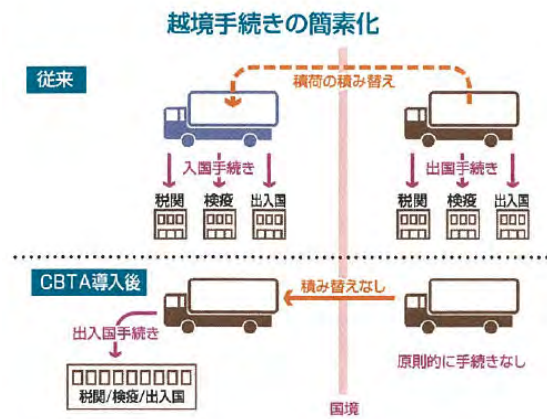 越境手続きの簡素化
従来
積荷の積み替え
入国手続き
出国手続き
税関 検疫 出入国
税関 検疫 出入国
CBTA導入後
積み替えなし
出入国手続き
原則的に手続きなし
税関/検疫/出入国
国境